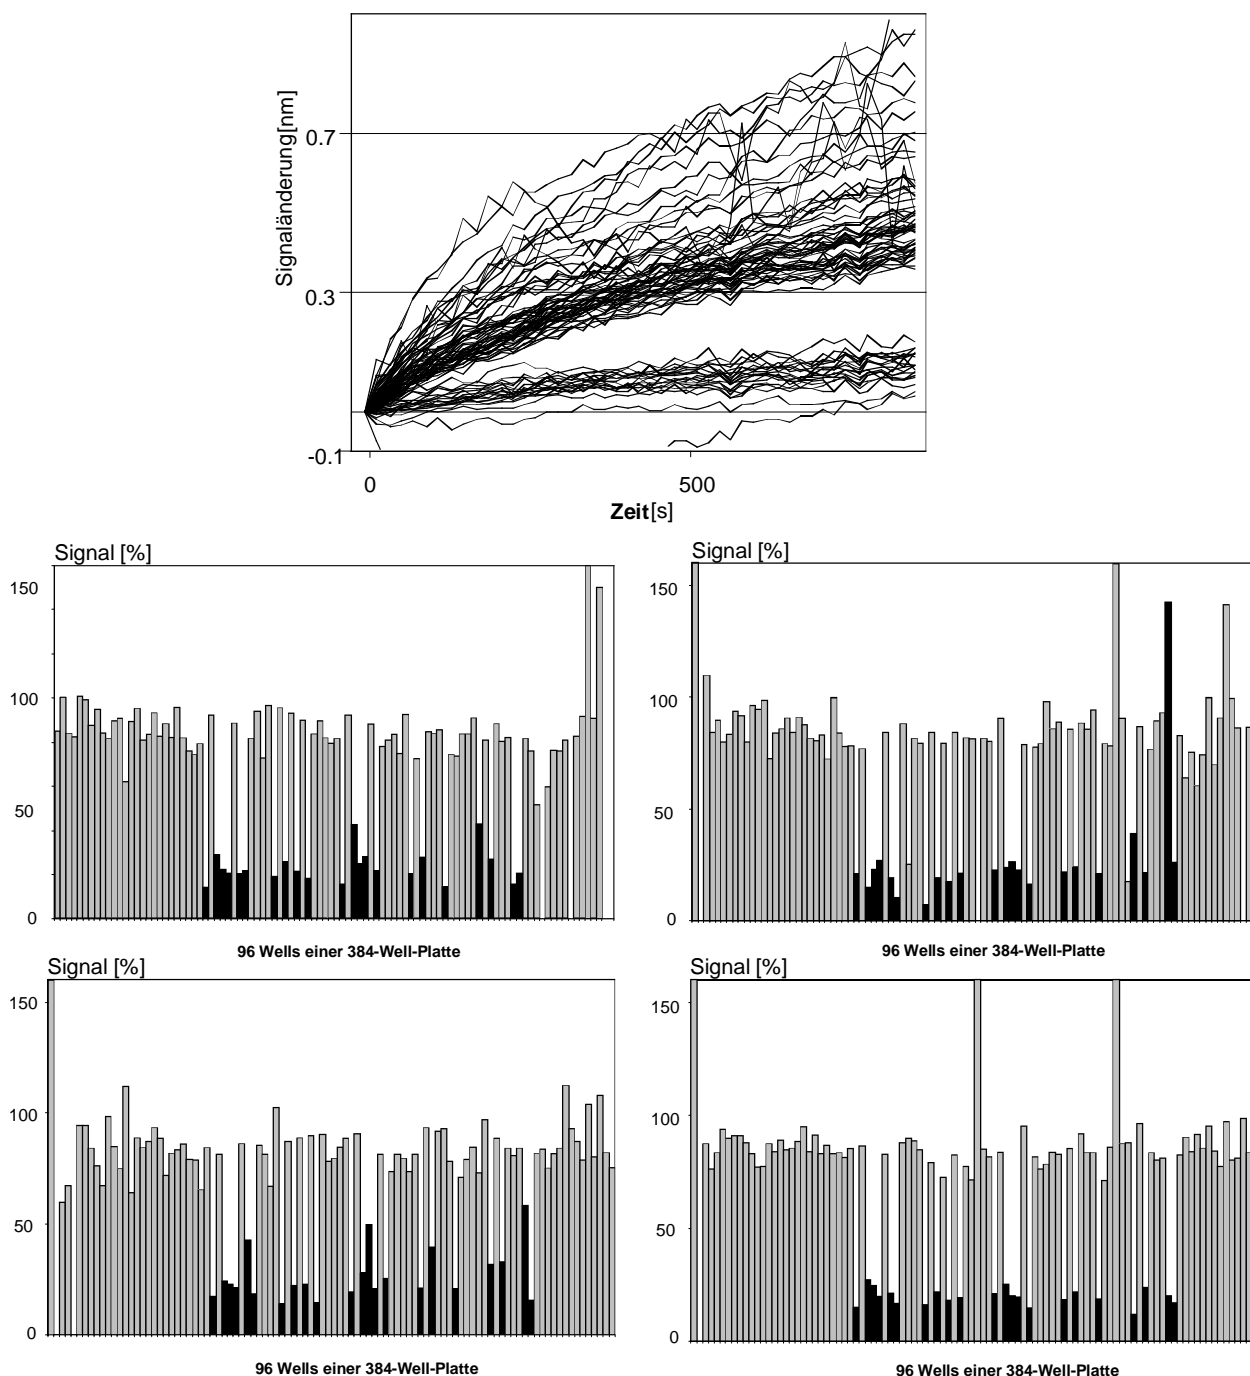 Signaländerung[nm]
0.7
0.3
-0.1
0
500
Zeit[s]
Signal [%]
150
100
50
0
96 Wells einer 384-Well-Platte
Signal [%]
150
100
50
0
96 Wells einer 384-Well-Platte
Signal [%]
150
100
50
0
96 Wells einer 384-Well-Platte
Signal [%]
150
100
50
0
96 Wells einer 384-Well-Platte